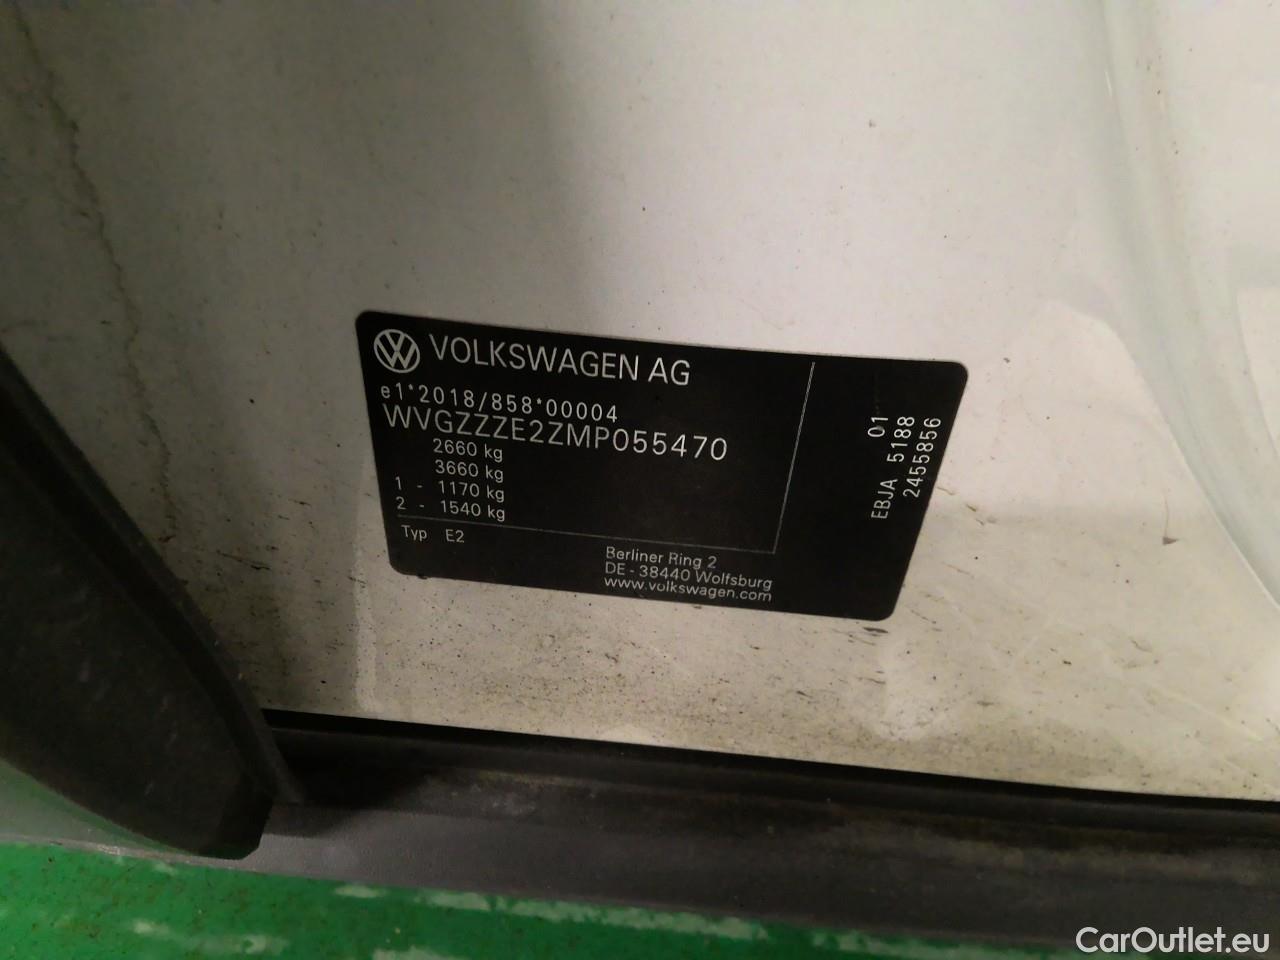 VOLKSWAGEN AG
e1*2018/858*00004
WVGZZZE2ZMP055470
2660 kg
3660 kg
1 - 1170 kg
2 - 1540 kg
Typ E2
Berliner Ring 2
DE - 38440 Wolfsburg
www.volkswagen.com
01
EBJA 5188
2455856
CarOutlet.eu